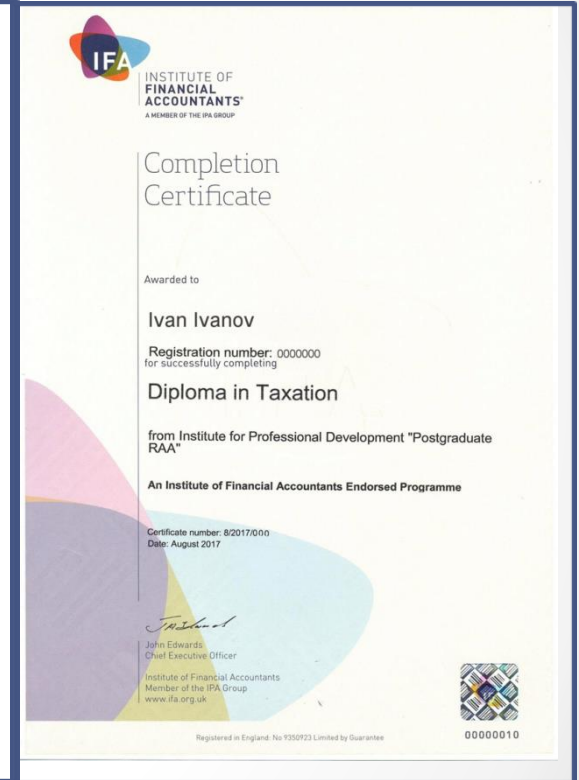 IFA
INSTITUTE OF
FINANCIAL
ACCOUNTANTS®
A MEMBER OF THE IPA GROUP
Completion
Certificate
Awarded to
Ivan Ivanov
Registration number: 0000000
for successfully completing
Diploma in Taxation
from Institute for Professional Development "Postgraduate
RAA"
An Institute of Financial Accountants Endorsed Programme
Certificate number: 8/2017/000
Date: August 2017
John Edwards
Chief Executive Officer
Institute of Financial Accountants
Member of the IPA Group
www.ifa.org.uk
Registered in England: No 9350923 Limited by Guarantee
00000010